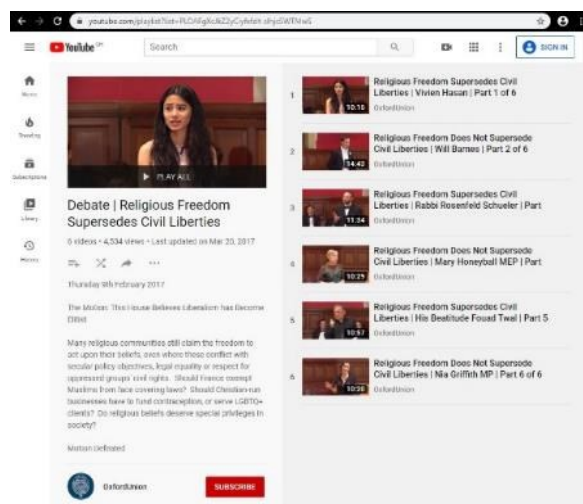 YouTube
Search
SIGN IN
Home
Trending
Subscriptions
Library
History
PLAY ALL
Debate | Religious Freedom
Supersedes Civil Liberties
6 videos • 4,534 views • Last updated on Mar 20, 2017
Thursday 9th February 2017
The Motion: This House Believes Liberalism has Become
Elitist
Many religious communities still claim the freedom to
act upon their beliefs, even where those conflict with
secular policy objectives, legal equality or respect for
oppressed groups' civil rights. Should France exempt
Muslims from face covering laws? Should Christian-run
businesses have to fund contraception, or serve LGBTQ+
clients? Do religious beliefs deserve special privileges in
society?
Motion Defeated
OxfordUnion
SUBSCRIBE
1
10:18
Religious Freedom Supersedes Civil
Liberties | Vivien Hasan | Part 1 of 6
OxfordUnion
2
14:42
Religious Freedom Does Not Supersede
Civil Liberties | Will Barnes | Part 2 of 6
OxfordUnion
3
11:34
Religious Freedom Supersedes Civil
Liberties | Rabbi Rosenfeld Schueler | Part
OxfordUnion
4
10:29
Religious Freedom Does Not Supersede
Civil Liberties | Mary Honeyball MEP | Part
OxfordUnion
5
10:57
Religious Freedom Supersedes Civil
Liberties | His Beatitude Fouad Twal | Part 5
OxfordUnion
6
10:38
Religious Freedom Does Not Supersede
Civil Liberties | Nia Griffith MP | Part 6 of 6
OxfordUnion